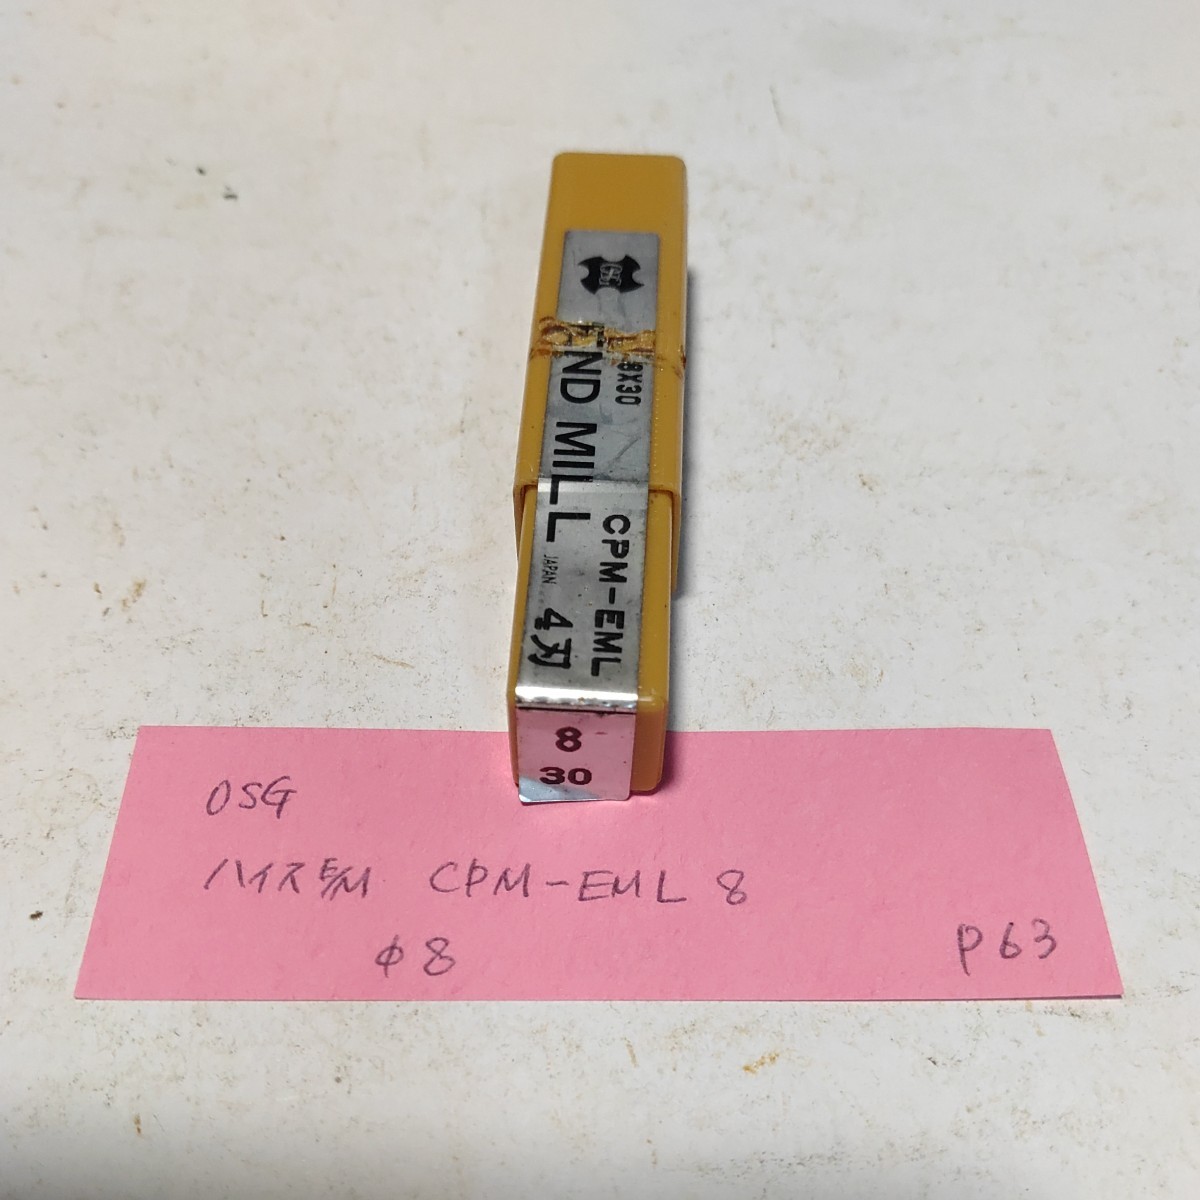 OSG
8X30
END MILL
CPM-EML
JAPAN
4刃
8
30
OSG
ハイスE/M CPM-EML 8
φ8
P63